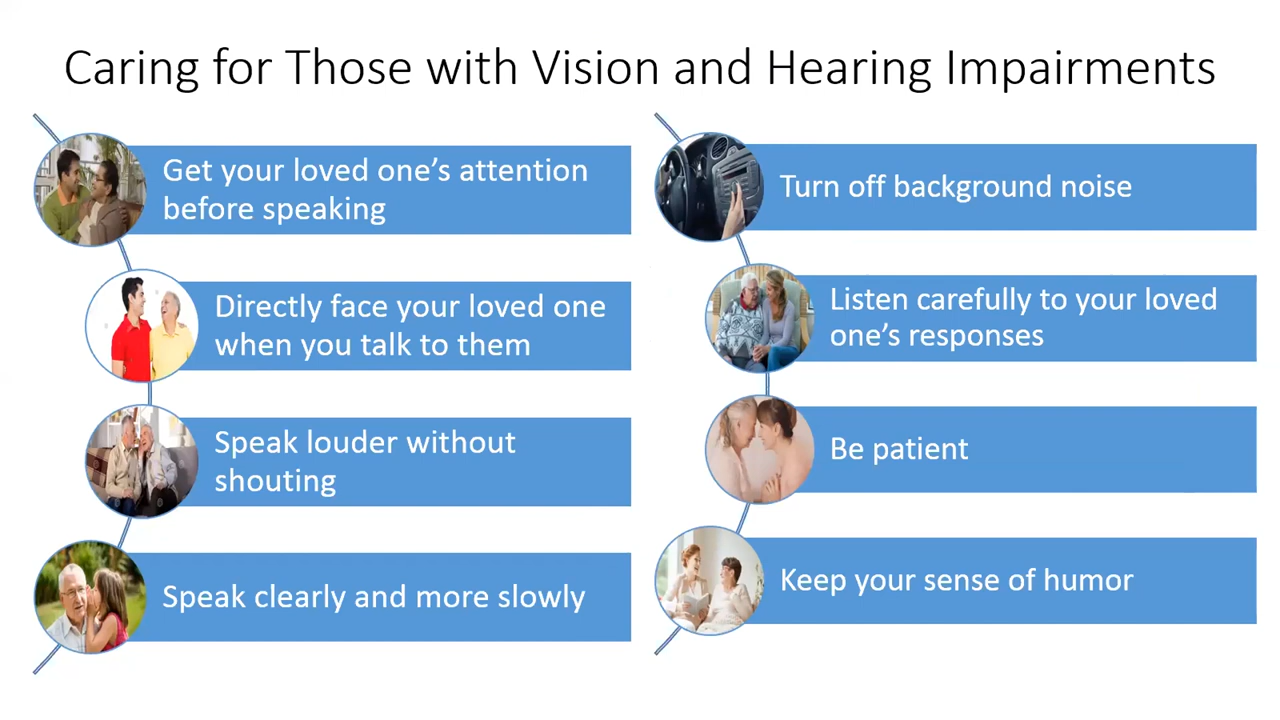 Caring for Those with Vision and Hearing Impairments
Get your loved one’s attention
before speaking
Directly face your loved one
when you talk to them
Speak louder without
shouting
Speak clearly and more slowly
Turn off background noise
Listen carefully to your loved
one’s responses
Be patient
Keep your sense of humor